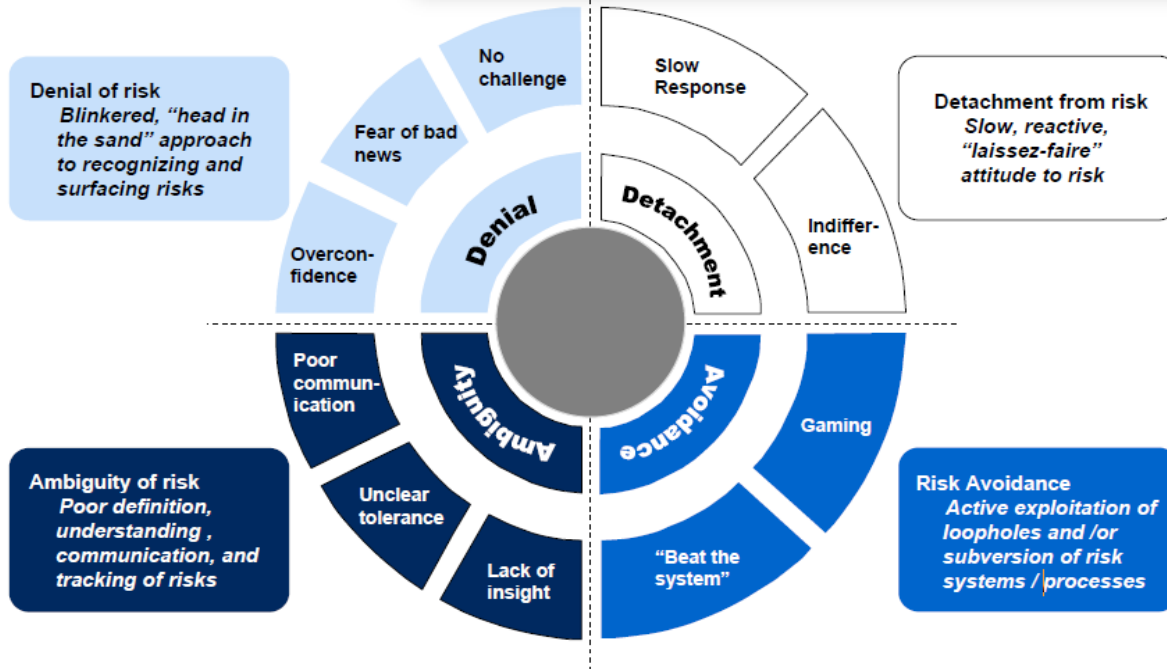 No
challenge
Fear of bad
news
Overcon-
fidence
Denial
Denial of risk
Blinkered, “head in
the sand” approach
to recognizing and
surfacing risks
Slow
Response
Indiffer-
ence
Detachment
Detachment from risk
Slow, reactive,
“laissez-faire”
attitude to risk
Poor
commun-
ication
Unclear
tolerance
Lack of
insight
Ambiguity
Ambiguity of risk
Poor definition,
understanding ,
communication, and
tracking of risks
Avoidance
Gaming
“Beat the
system”
Risk Avoidance
Active exploitation of
loopholes and /or
subversion of risk
systems / processes